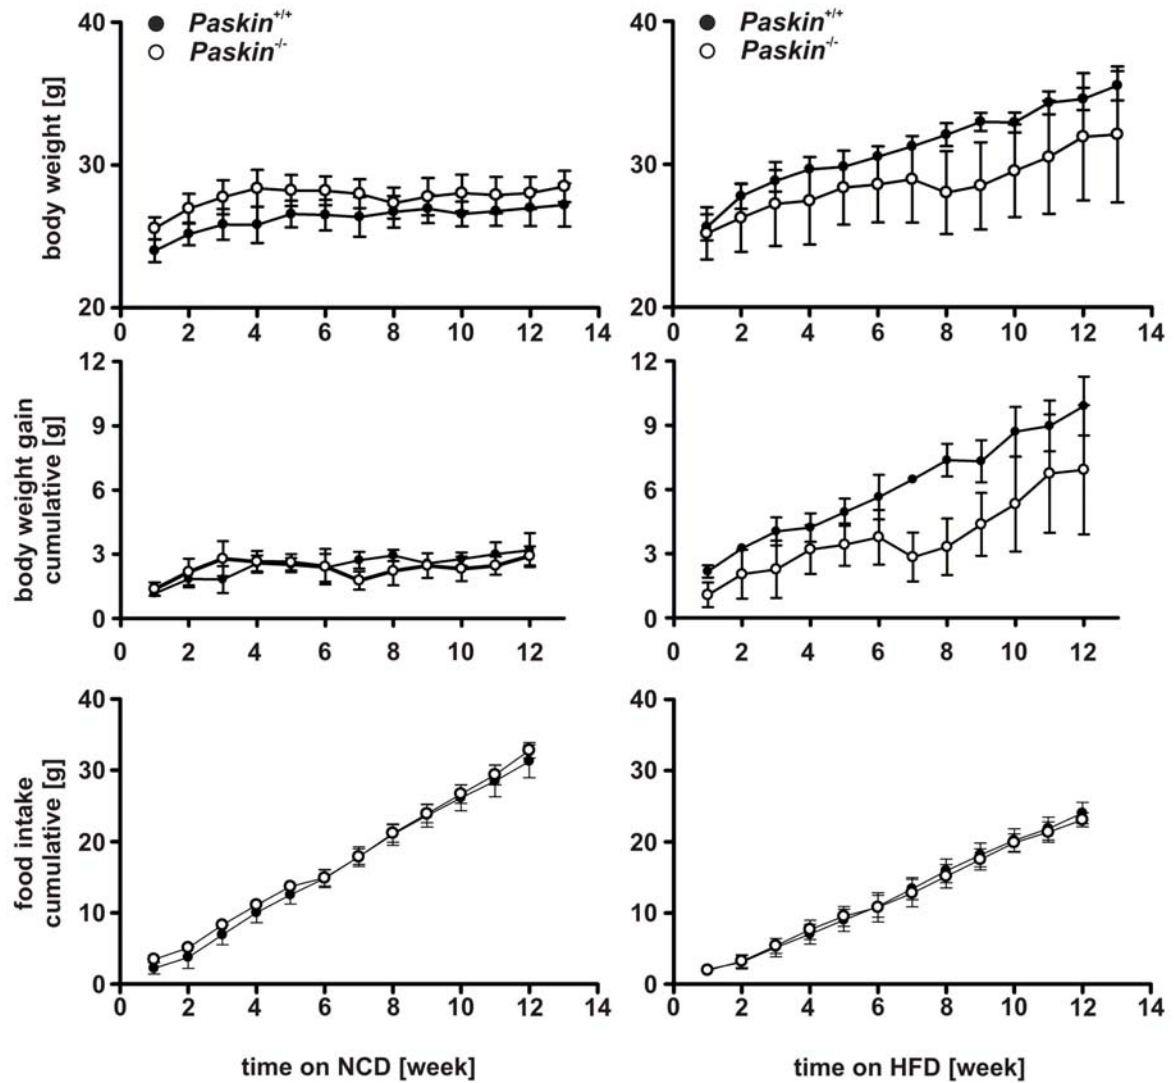 Paskin+/+
Paskin-/-
40
30
20
body weight [g]
0 2 4 6 8 10 12 14
Paskin+/+
Paskin-/-
40
30
20
body weight [g]
0 2 4 6 8 10 12 14
12
9
6
3
0
body weight gain
cumulative [g]
0 2 4 6 8 10 12
12
9
6
3
0
0 2 4 6 8 10 12
40
30
20
10
0
food intake
cumulative [g]
0 2 4 6 8 10 12 14
time on NCD [week]
40
30
20
10
0
0 2 4 6 8 10 12 14
time on HFD [week]